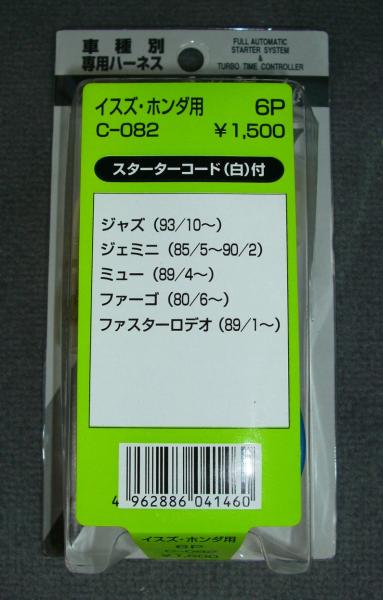 車種別
専用ハーネス
FULL AUTOMATIC
STARTER SYSTEM
&
TURBO TIME CONTROLLER
イスズ・ホンダ用 6P
C-082 ¥1,500
スターターコード(白)付
ジャズ(93/10〜)
ジェミニ(85/5〜90/2)
ミュー(89/4〜)
ファーゴ(80/6〜)
ファスターロデオ(89/1〜)
4 962886 041460
イスズ・ホンダ用
6P
C-082
¥1,500